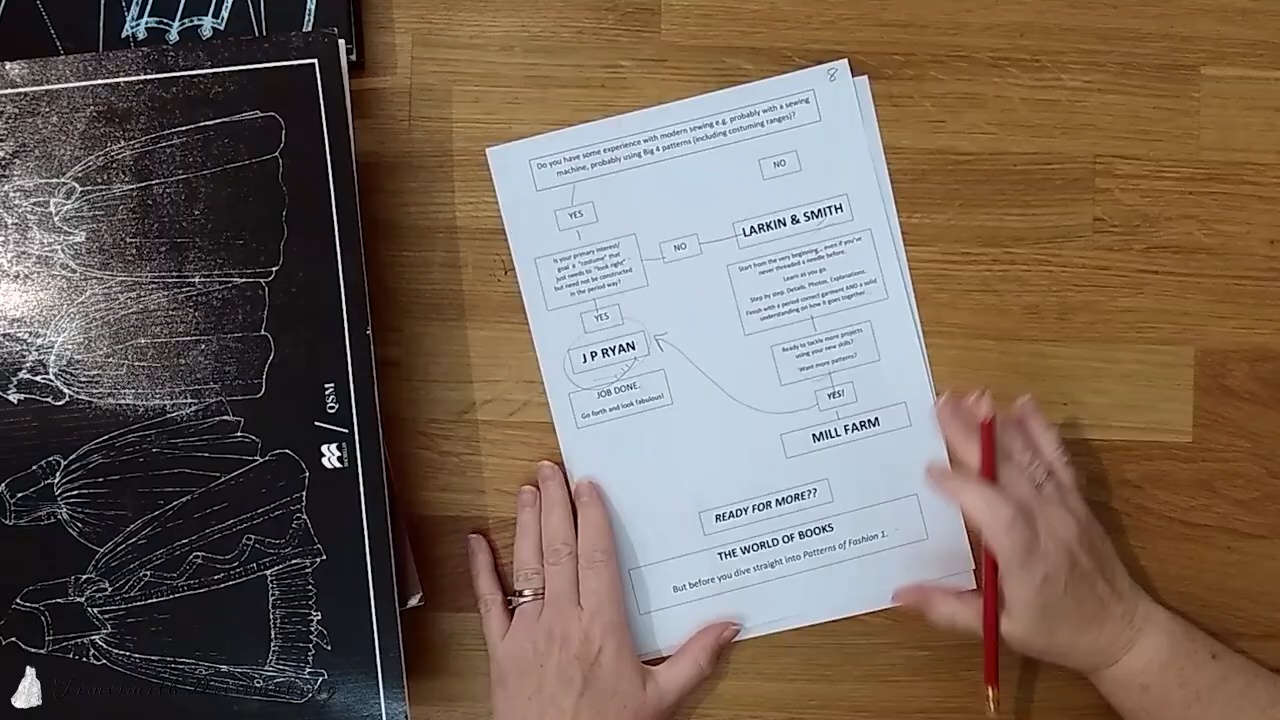 8
Do you have some experience with modern sewing e.g. probably with a sewing
machine, probably using Big 4 patterns (including costuming ranges)?
NO
YES
LARKIN & SMITH
NO
Is your primary interest/
goal a "costume" that
just needs to "look right"
but need not be constructed
in the period way?
Start from the very beginning... even if you've
never threaded a needle before.
Learn as you go.
Step by step. Details. Photos. Explanations.
Finish with a period correct garment AND a solid
understanding on how it goes together.
YES
J P RYAN
JOB DONE.
Go forth and look fabulous!
Ready to tackle more projects
using your new skills?
Want more patterns?
YES!
MILL FARM
READY FOR MORE??
THE WORLD OF BOOKS
But before you dive straight into Patterns of Fashion 1.
/ QSM